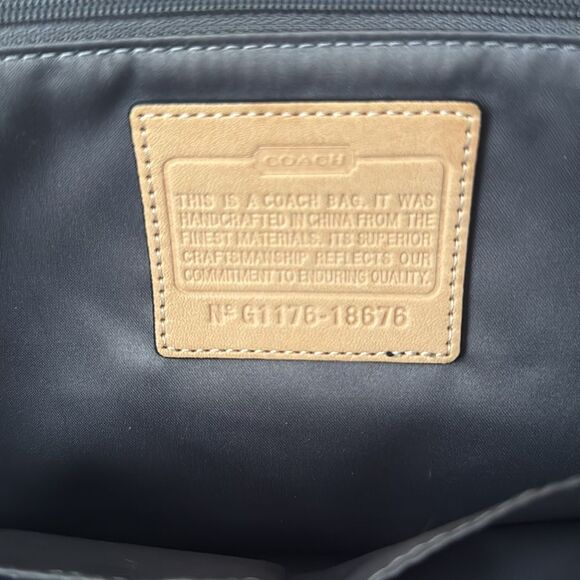 COACH
THIS IS A COACH BAG. IT WAS
HANDCRAFTED IN CHINA FROM THE
FINEST MATERIALS. ITS SUPERIOR
CRAFTSMANSHIP REFLECTS OUR
COMMITMENT TO ENDURING QUALITY.
Nº G1176-18676